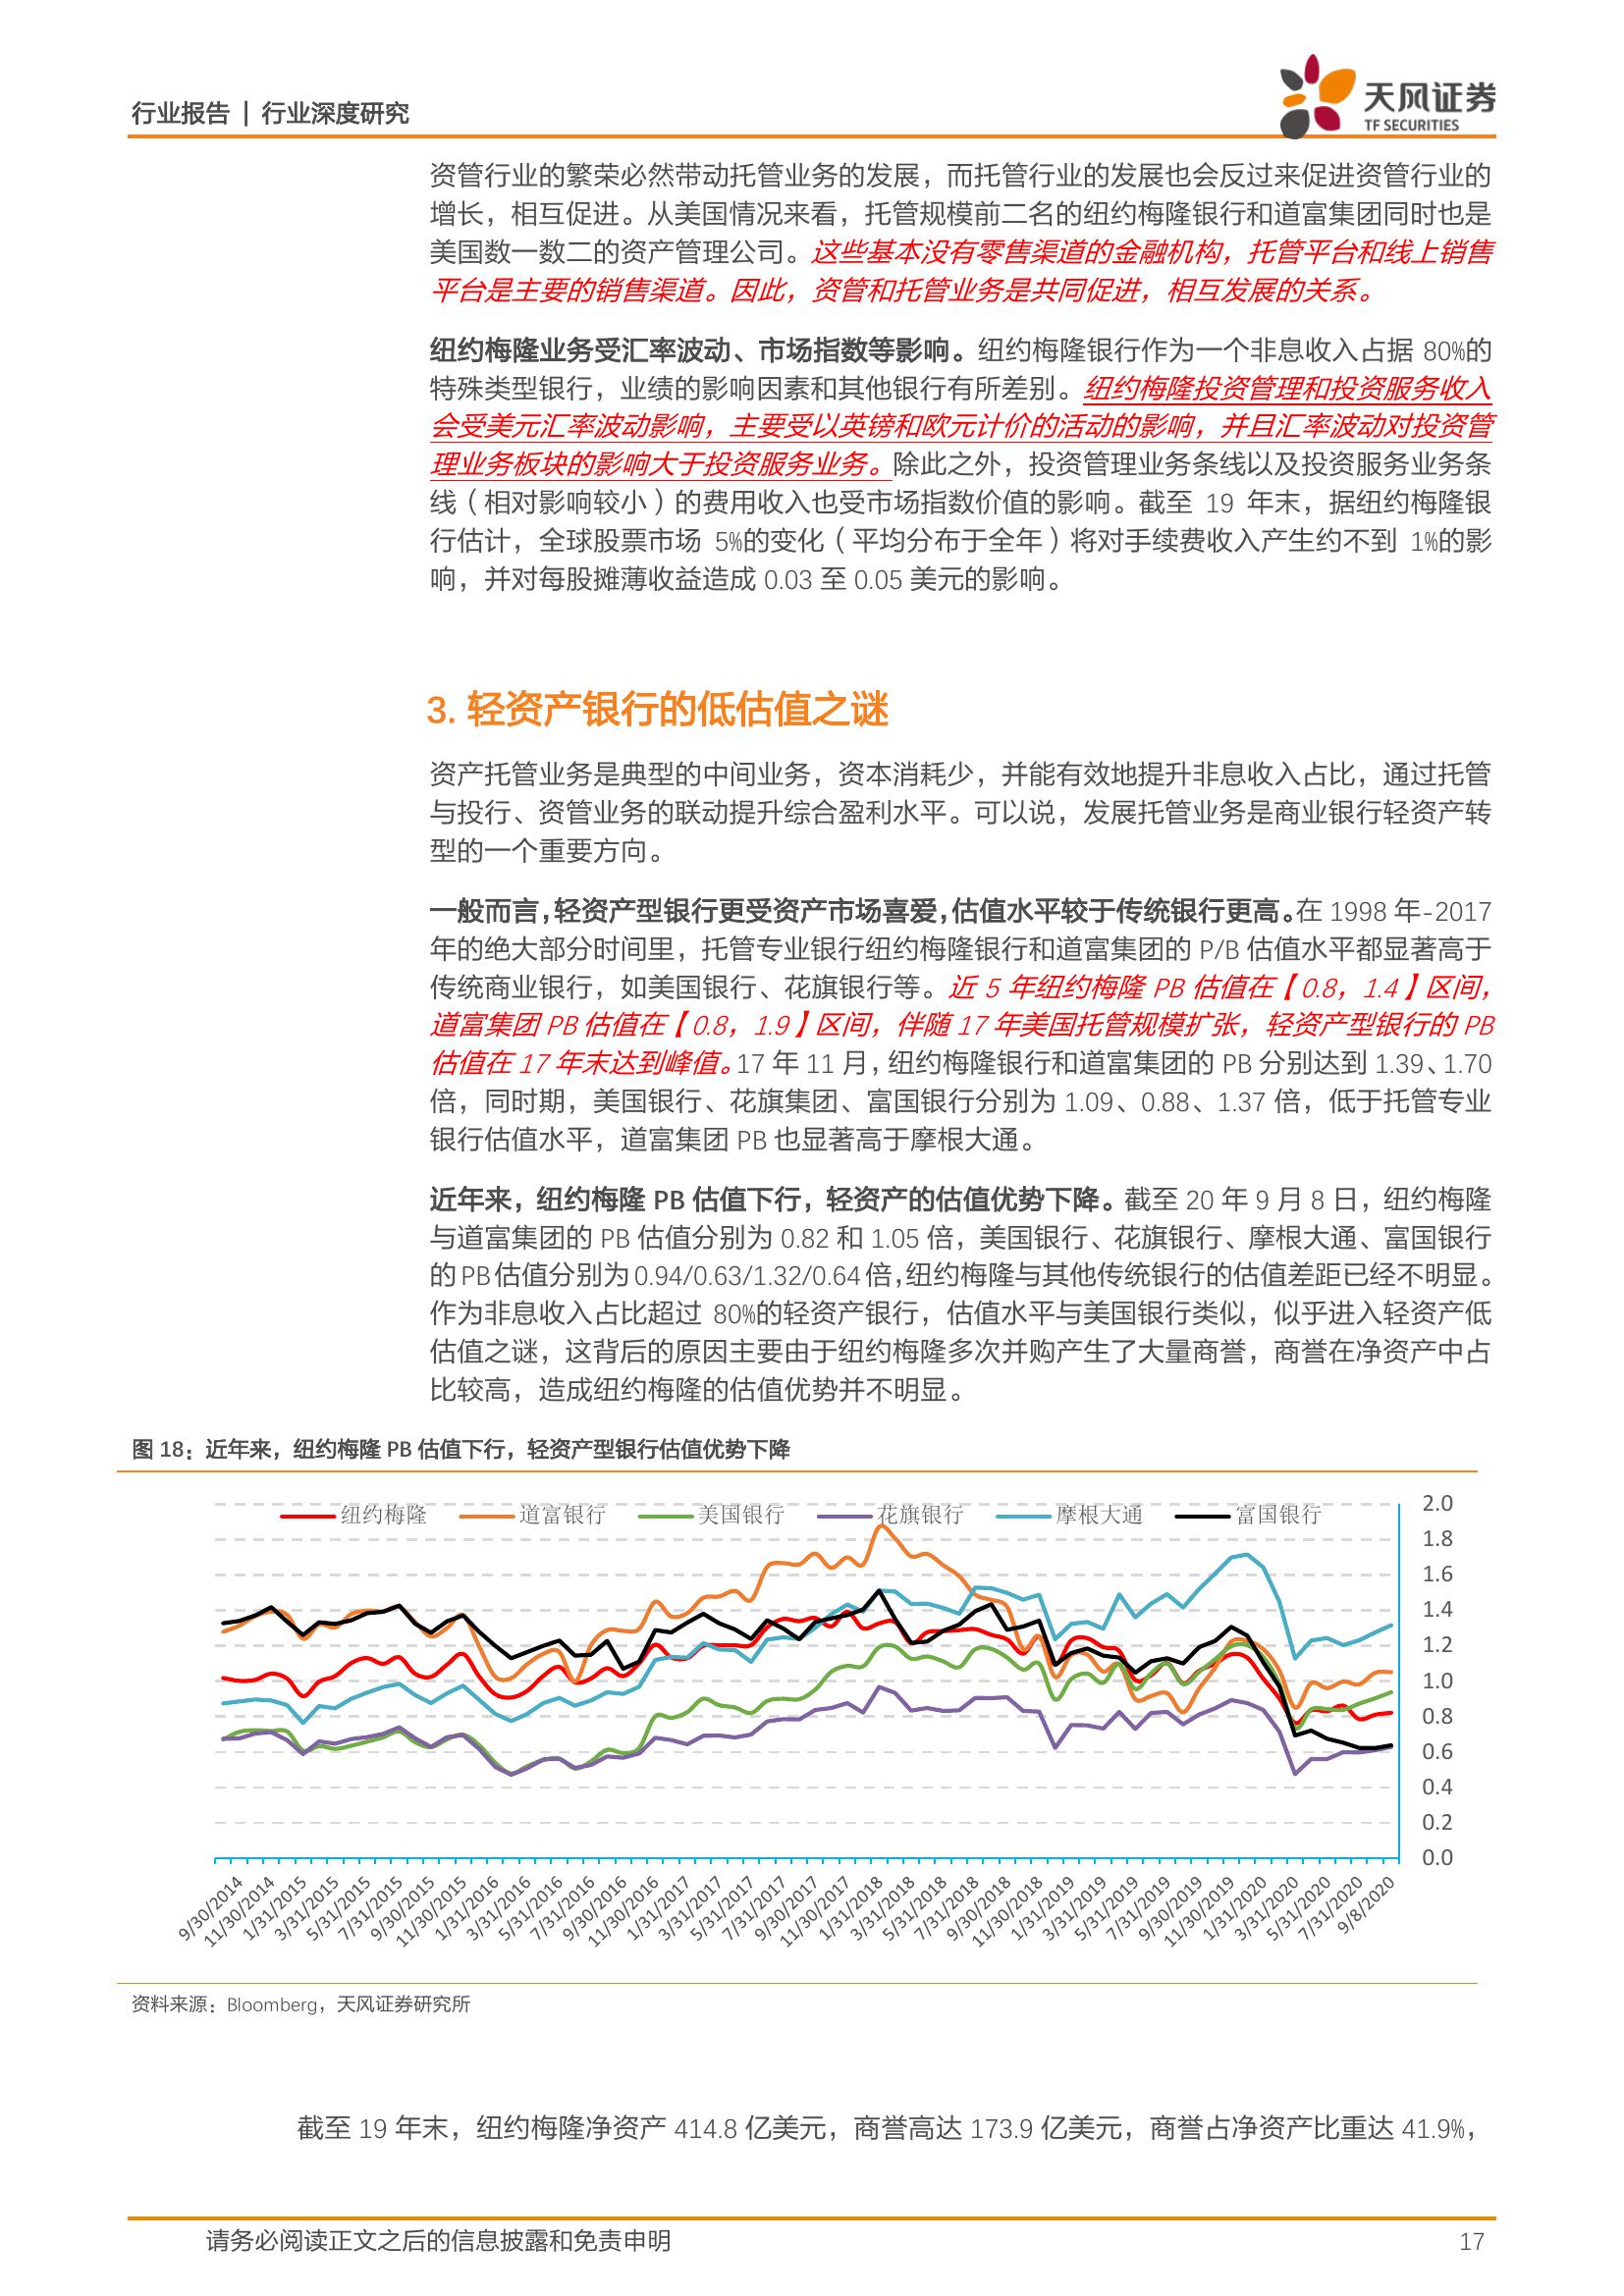 行业报告 | 行业深度研究
天风证券
TF SECURITIES
资管行业的繁荣必然带动托管业务的发展，而托管行业的发展也会反过来促进资管行业的
增长，相互促进。从美国情况来看，托管规模前二名的纽约梅隆银行和道富集团同时也是
美国数一数二的资产管理公司。这些基本没有零售渠道的金融机构，托管平台和线上销售
平台是主要的销售渠道。因此，资管和托管业务是共同促进，相互发展的关系。
纽约梅隆业务受汇率波动、市场指数等影响。纽约梅隆银行作为一个非息收入占据 80%的
特殊类型银行，业绩的影响因素和其他银行有所差别。纽约梅隆投资管理和投资服务收入
会受美元汇率波动影响，主要受以英镑和欧元计价的活动的影响，并且汇率波动对投资管
理业务板块的影响大于投资服务业务。除此之外，投资管理业务条线以及投资服务业务条
线（相对影响较小）的费用收入也受市场指数价值的影响。截至 19 年末，据纽约梅隆银
行估计，全球股票市场 5%的变化（平均分布于全年）将对手续费收入产生约不到 1%的影
响，并对每股摊薄收益造成 0.03 至 0.05 美元的影响。
3. 轻资产银行的低估值之谜
资产托管业务是典型的中间业务，资本消耗少，并能有效地提升非息收入占比，通过托管
与投行、资管业务的联动提升综合盈利水平。可以说，发展托管业务是商业银行轻资产转
型的一个重要方向。
一般而言，轻资产型银行更受资产市场喜爱，估值水平较于传统银行更高。在 1998 年-2017
年的绝大部分时间里，托管专业银行纽约梅隆银行和道富集团的 P/B 估值水平都显著高于
传统商业银行，如美国银行、花旗银行等。近 5 年纽约梅隆 PB 估值在【0.8，1.4】区间，
道富集团 PB 估值在【0.8，1.9】区间，伴随 17 年美国托管规模扩张，轻资产型银行的 PB
估值在 17 年末达到峰值。17 年 11 月，纽约梅隆银行和道富集团的 PB 分别达到 1.39、1.70
倍，同时期，美国银行、花旗集团、富国银行分别为 1.09、0.88、1.37 倍，低于托管专业
银行估值水平，道富集团 PB 也显著高于摩根大通。
近年来，纽约梅隆 PB 估值下行，轻资产的估值优势下降。截至 20 年 9 月 8 日，纽约梅隆
与道富集团的 PB 估值分别为 0.82 和 1.05 倍，美国银行、花旗银行、摩根大通、富国银行
的 PB 估值分别为 0.94/0.63/1.32/0.64 倍，纽约梅隆与其他传统银行的估值差距已经不明显。
作为非息收入占比超过 80%的轻资产银行，估值水平与美国银行类似，似乎进入轻资产低
估值之谜，这背后的原因主要由于纽约梅隆多次并购产生了大量商誉，商誉在净资产中占
比较高，造成纽约梅隆的估值优势并不明显。
图 18：近年来，纽约梅隆 PB 估值下行，轻资产型银行估值优势下降
纽约梅隆 道富银行 美国银行 花旗银行 摩根大通 富国银行
2.0
1.8
1.6
1.4
1.2
1.0
0.8
0.6
0.4
0.2
0.0
9/30/2014 11/30/2014 1/31/2015 3/31/2015 5/31/2015 7/31/2015 9/30/2015 11/30/2015 1/31/2016 3/31/2016 5/31/2016 7/31/2016 9/30/2016 11/30/2016 1/31/2017 3/31/2017 5/31/2017 7/31/2017 9/30/2017 11/30/2017 1/31/2018 3/31/2018 5/31/2018 7/31/2018 9/30/2018 11/30/2018 1/31/2019 3/31/2019 5/31/2019 7/31/2019 9/30/2019 11/30/2019 1/31/2020 3/31/2020 5/31/2020 7/31/2020 9/8/2020
资料来源：Bloomberg，天风证券研究所
截至 19 年末，纽约梅隆净资产 414.8 亿美元，商誉高达 173.9 亿美元，商誉占净资产比重达 41.9%，
请务必阅读正文之后的信息披露和免责申明
17